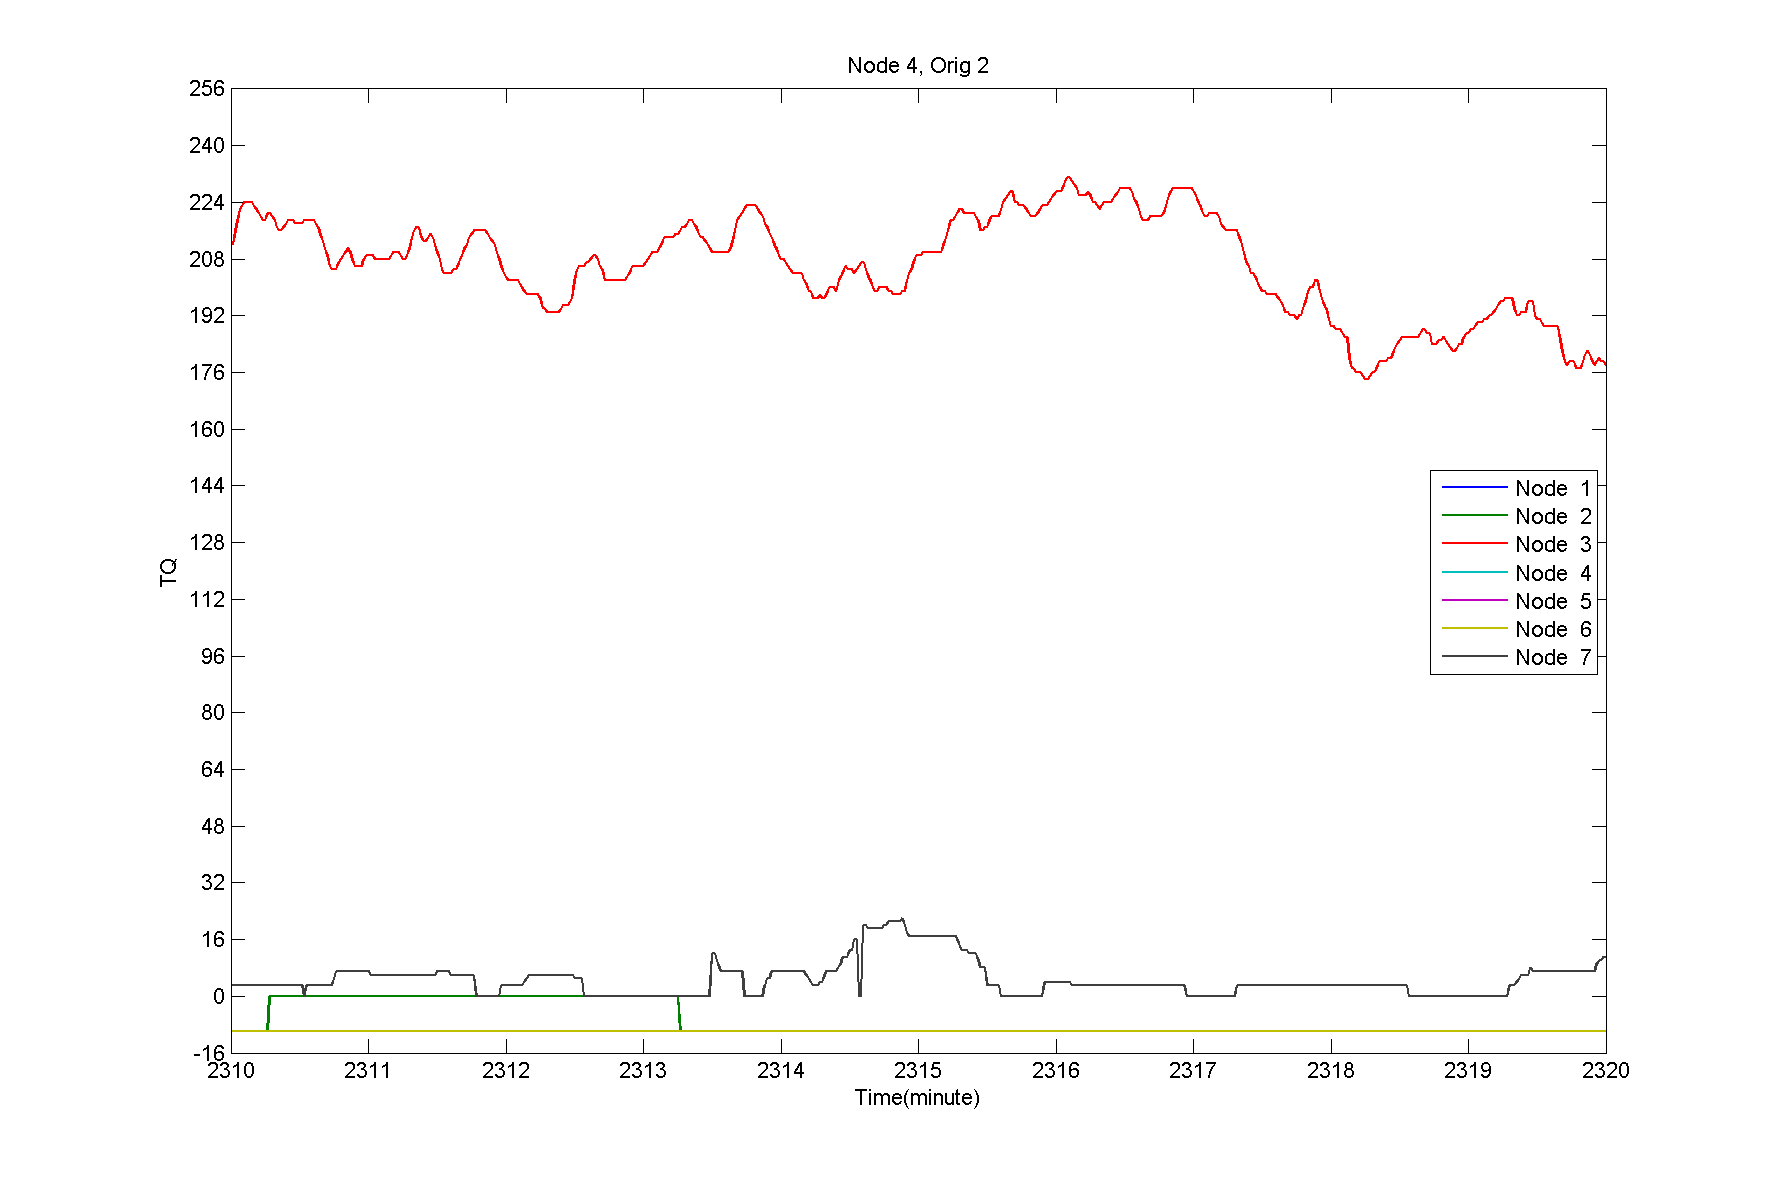 Node 4, Orig 2
256
240
224
208
192
176
160
144
128
112
96
80
64
48
32
16
0
-16
TQ
Node 1
Node 2
Node 3
Node 4
Node 5
Node 6
Node 7
2310 2311 2312 2313 2314 2315 2316 2317 2318 2319 2320
Time(minute)